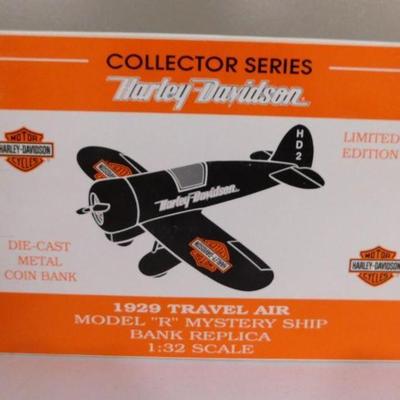 COLLECTOR SERIES
Harley-Davidson
MOTOR
HARLEY-DAVIDSON
CYCLES
LIMITED
EDITION
HD2
Harley-Davidson
DIE-CAST
METAL
COIN BANK
MOTOR
HARLEY-DAVIDSON
CYCLES
1929 TRAVEL AIR
MODEL "R" MYSTERY SHIP
BANK REPLICA
1:32 SCALE